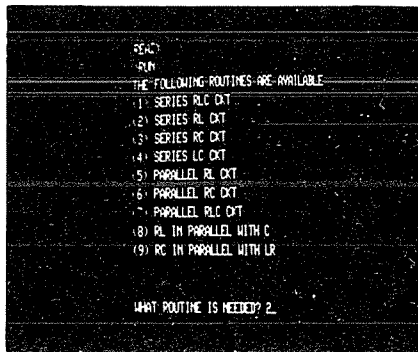 READY
>RUN
THE FOLLOWING ROUTINES ARE AVAILABLE
(1) SERIES RLC CKT
(2) SERIES RL CKT
(3) SERIES RC CKT
(4) SERIES LC CKT
(5) PARALLEL RL CKT
(6) PARALLEL RC CKT
(7) PARALLEL RLC CKT
(8) RL IN PARALLEL WITH C
(9) RC IN PARALLEL WITH LR
WHAT ROUTINE IS NEEDED? 2_